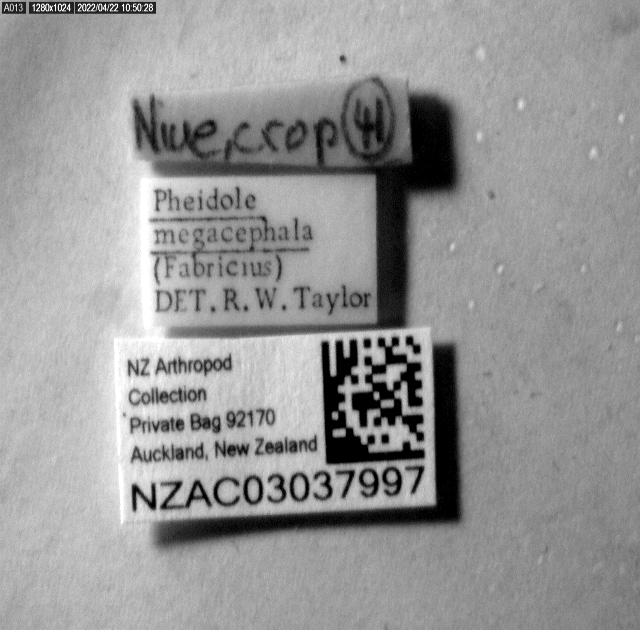 A013 1280x1024 2022/04/22 10:50:28
Niue, crop 41
Pheidole
megacephala
(Fabricius)
DET. R. W. Taylor
NZ Arthropod
Collection
Private Bag 92170
Auckland, New Zealand
NZAC03037997